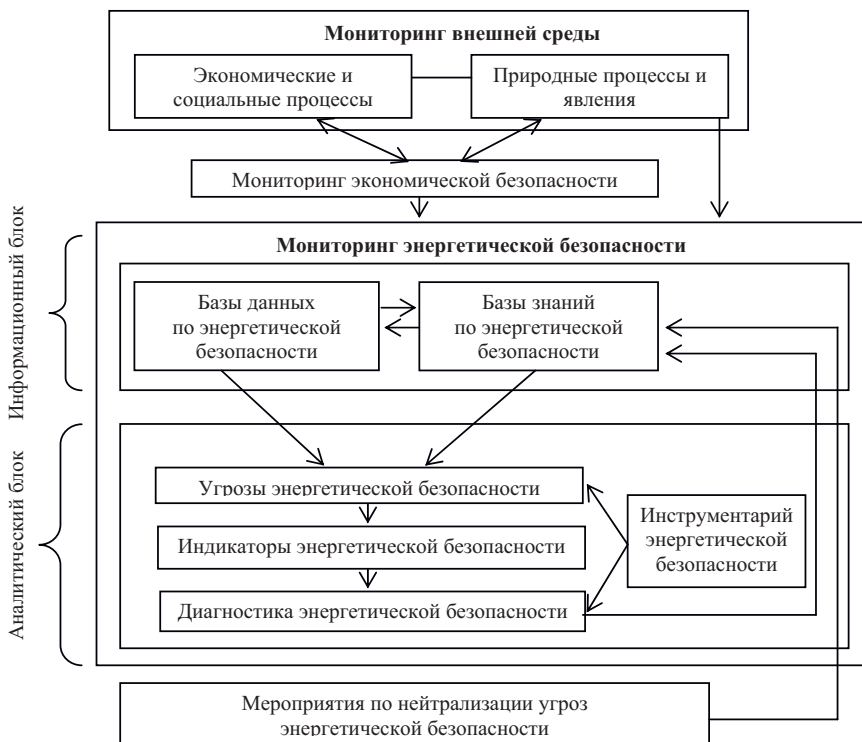 Мониторинг внешней среды
Экономические и
социальные процессы
Природные процессы и
явления
Мониторинг экономической безопасности
Информационный блок
Мониторинг энергетической безопасности
Базы данных
по энергетической
безопасности
Базы знаний
по энергетической
безопасности
Аналитический блок
Угрозы энергетической безопасности
Индикаторы энергетической безопасности
Диагностика энергетической безопасности
Инструментарий
энергетической
безопасности
Мероприятия по нейтрализации угроз
энергетической безопасности